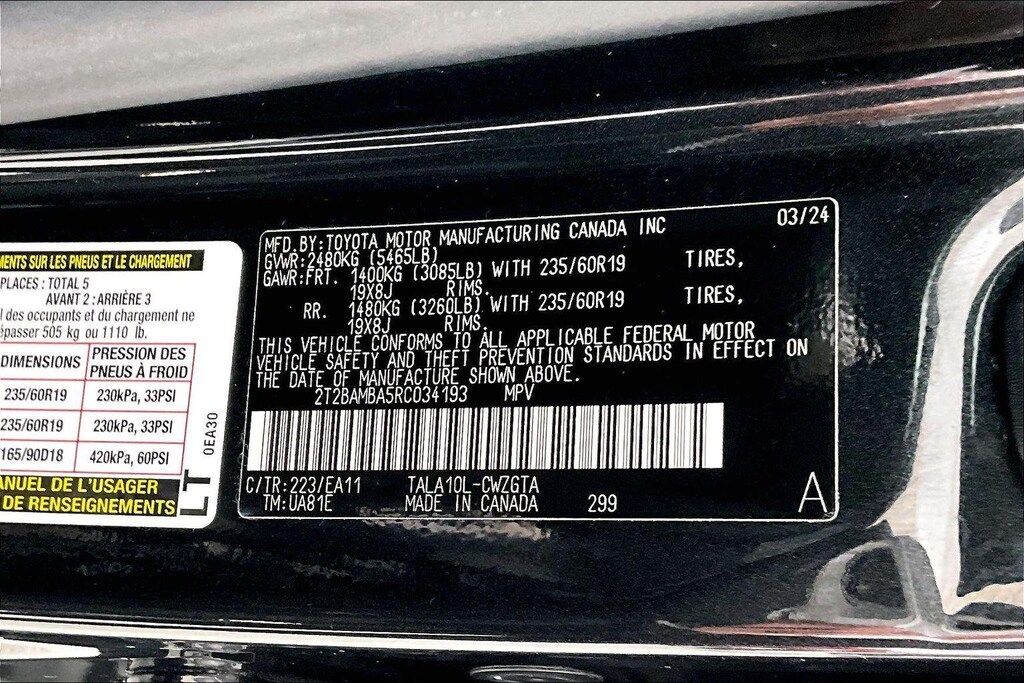 MENTS SUR LES PNEUS ET LE CHARGEMENT
PLACES : TOTAL 5
AVANT 2 : ARRIÈRE 3
l des occupants et du chargement ne
épasser 505 kg ou 1110 lb.
DIMENSIONS PRESSION DES PNEUS À FROID
235/60R19 230kPa, 33PSI
235/60R19 230kPa, 33PSI
165/90D18 420kPa, 60PSI
ANUEL DE L'USAGER
DE RENSEIGNEMENTS
LT
0EA30
03/24
MFD.BY:TOYOTA MOTOR MANUFACTURING CANADA INC
GVWR:2480KG (5465LB)
GAWR:FRT. 1400KG (3085LB) WITH 235/60R19 TIRES,
19X8J RIMS.
RR. 1480KG (3260LB) WITH 235/60R19 TIRES,
19X8J RIMS.
THIS VEHICLE CONFORMS TO ALL APPLICABLE FEDERAL MOTOR
VEHICLE SAFETY AND THEFT PREVENTION STANDARDS IN EFFECT ON
THE DATE OF MANUFACTURE SHOWN ABOVE.
2T2BAMBA5RC034193 MPV
C/TR:223/EA11 TALA10L-CWZGTA
TM:UA81E MADE IN CANADA 299 A